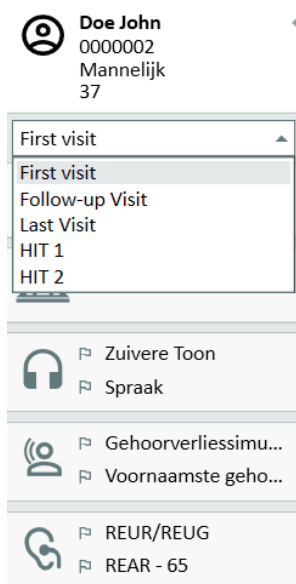 Doe John
0000002
Mannelijk
37
First visit
First visit
Follow-up Visit
Last Visit
HIT 1
HIT 2
Zuivere Toon
Spraak
Gehoorverliessimu...
Voornaamste geho...
REUR/REUG
REAR - 65